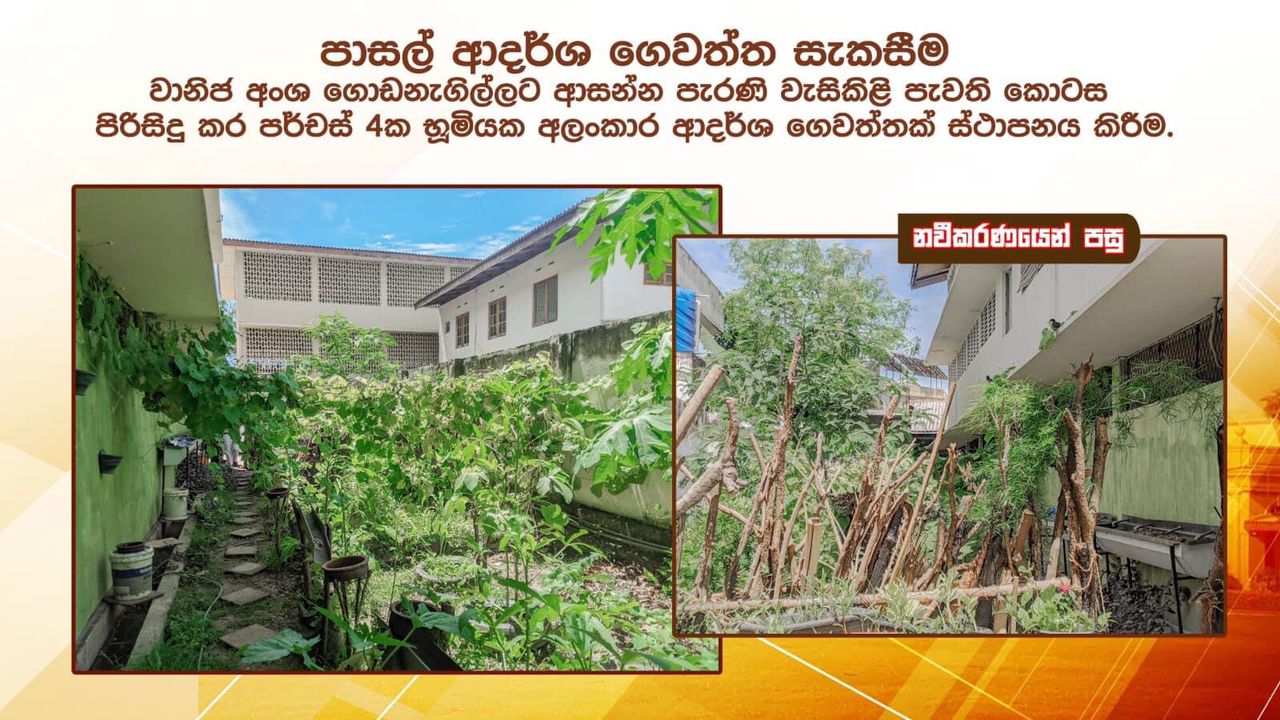 පාසල් ආදර්ශ ගෙවත්ත සැකසීම
වානිජ අංශ ගොඩනැගිල්ලට ආසන්න පැරණි වැසිකිළි පැවති කොටස
පිරිසිදු කර පර්චස් 4ක භූමියක අලංකාර ආදර්ශ ගෙවත්තක් ස්ථාපනය කිරීම.
නවීකරණයෙන් පසු